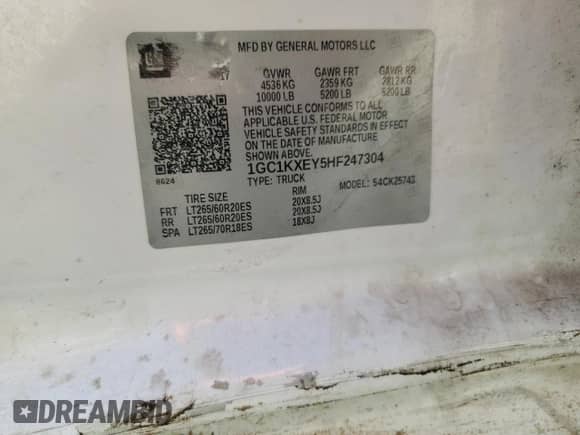 GM
MFD BY GENERAL MOTORS LLC
17 GVWR GAWR FRT GAWR RR
4536 KG 2359 KG 2812 KG
10000 LB 5200 LB 6200 LB
THIS VEHICLE CONFORMS TO ALL
APPLICABLE U.S. FEDERAL MOTOR
VEHICLE SAFETY STANDARDS IN EFFECT
ON THE DATE OF MANUFACTURE
SHOWN ABOVE.
1GC1KXEY5HF247304
8624 TYPE: TRUCK MODEL: 54CK25743
TIRE SIZE RIM
FRT LT265/60R20ES 20X8.5J
RR LT265/60R20ES 20X8.5J
SPA LT265/70R18ES 18X8J
DREAMBID